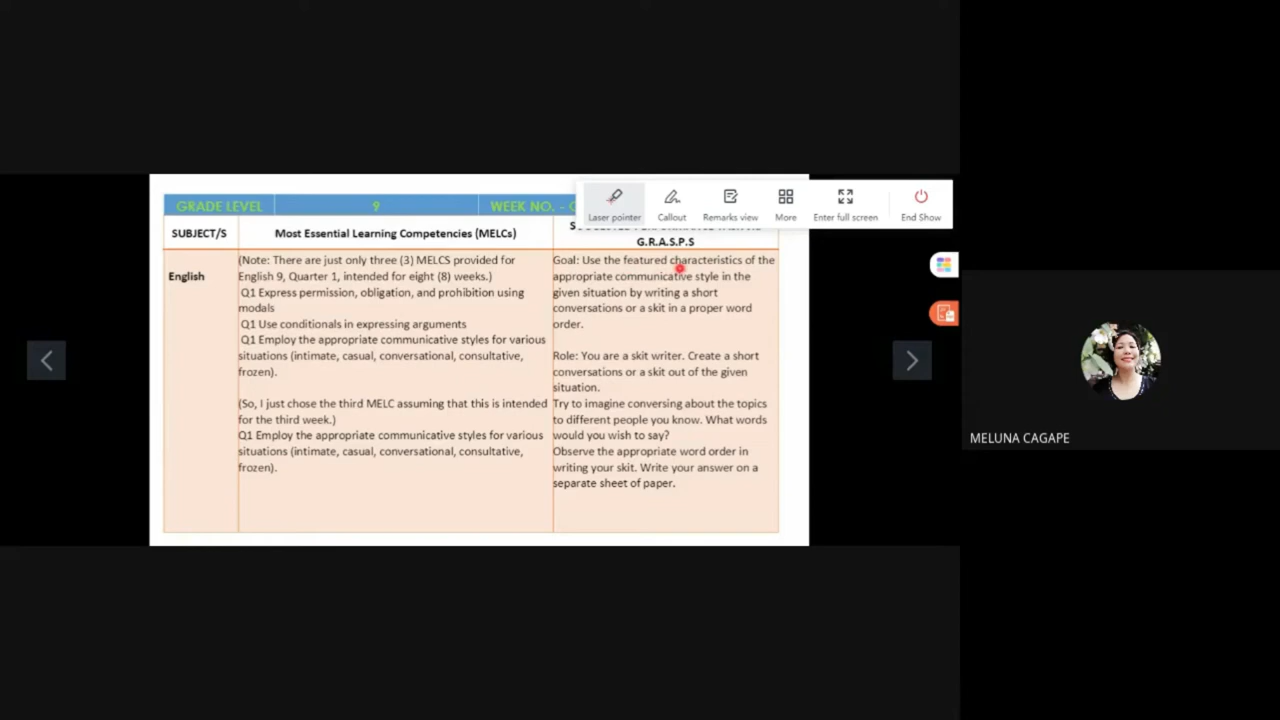 GRADE LEVEL
9
WEEK NO. -
Laser pointer
Callout
Remarks view
More
Enter full screen
End Show
SUBJECT/S
Most Essential Learning Competencies (MELCs)
G.R.A.S.P.S
English
(Note: There are just only three (3) MELCS provided for
English 9, Quarter 1, intended for eight (8) weeks.)
Q1 Express permission, obligation, and prohibition using
modals
Q1 Use conditionals in expressing arguments
Q1 Employ the appropriate communicative styles for various
situations (intimate, casual, conversational, consultative,
frozen).
(So, I just chose the third MELC assuming that this is intended
for the third week.)
Q1 Employ the appropriate communicative styles for various
situations (intimate, casual, conversational, consultative,
frozen).
Goal: Use the featured characteristics of the
appropriate communicative style in the
given situation by writing a short
conversations or a skit in a proper word
order.
Role: You are a skit writer. Create a short
conversations or a skit out of the given
situation.
Try to imagine conversing about the topics
to different people you know. What words
would you wish to say?
Observe the appropriate word order in
writing your skit. Write your answer on a
separate sheet of paper.
MELUNA CAGAPE